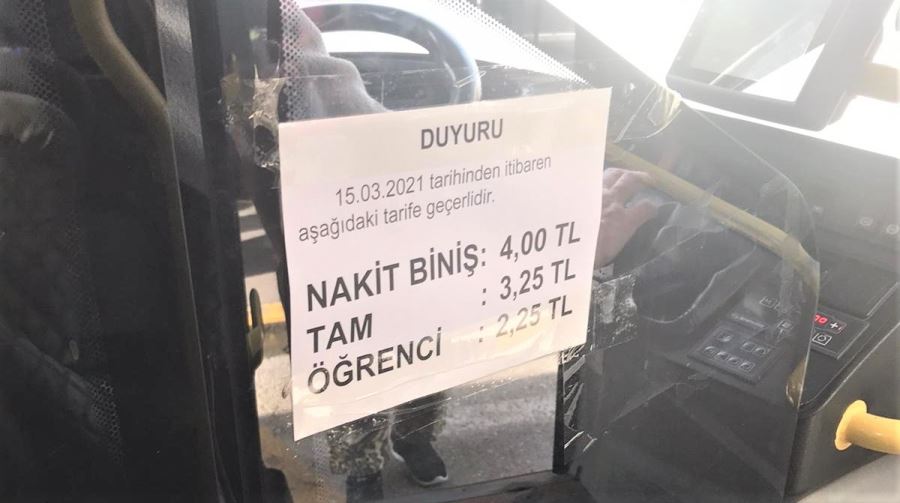 DUYURU
15.03.2021 tarihinden itibaren
aşağıdaki tarife geçerlidir.
NAKİT BİNİŞ: 4,00 TL
TAM : 3,25 TL
ÖĞRENCİ : 2,25 TL